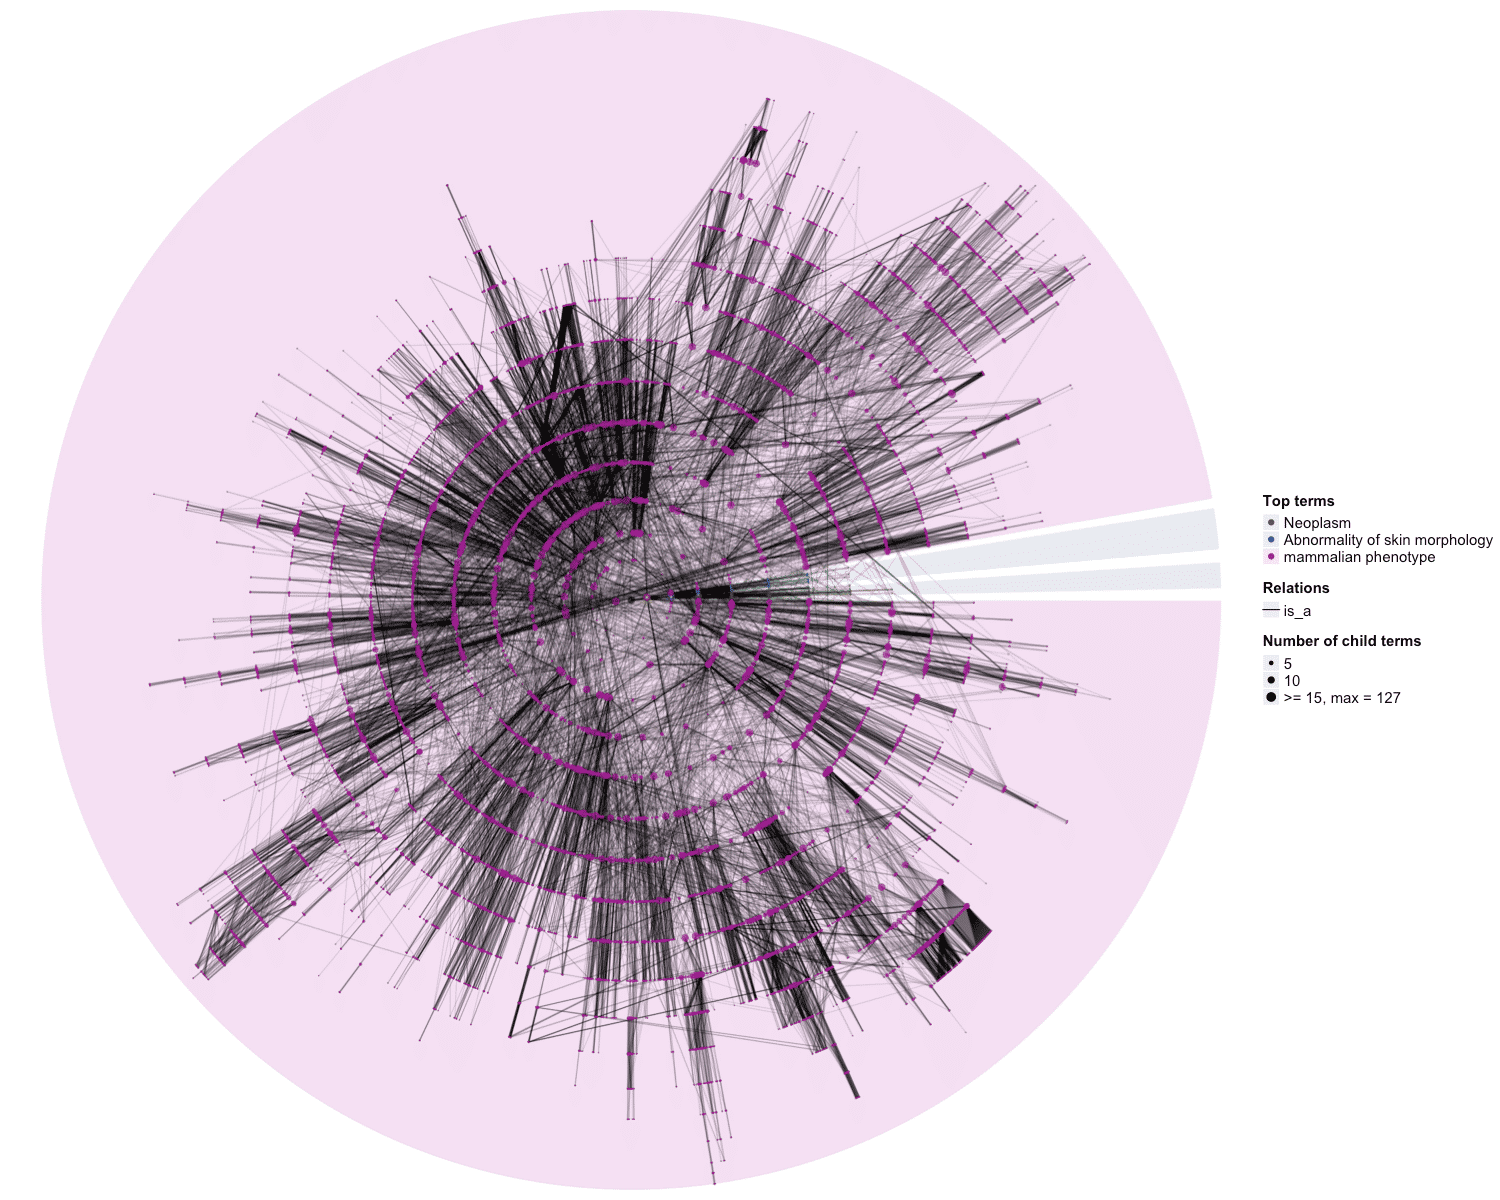 Top terms
Neoplasm
Abnormality of skin morphology
mammalian phenotype
Relations
is_a
Number of child terms
5
10
>= 15, max = 127